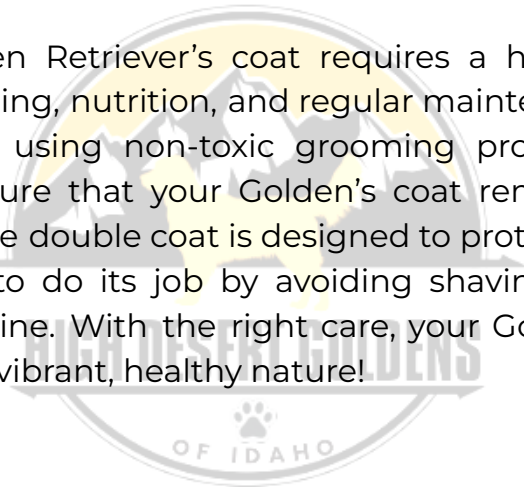 en Retriever’s coat requires a h
ing, nutrition, and regular mainte
using non-toxic grooming pro
ure that your Golden’s coat ren
e double coat is designed to prot
to do its job by avoiding shavin
ine. With the right care, your Go
vibrant, healthy nature!
HIGH DESERT GOLDENS
OF IDAHO